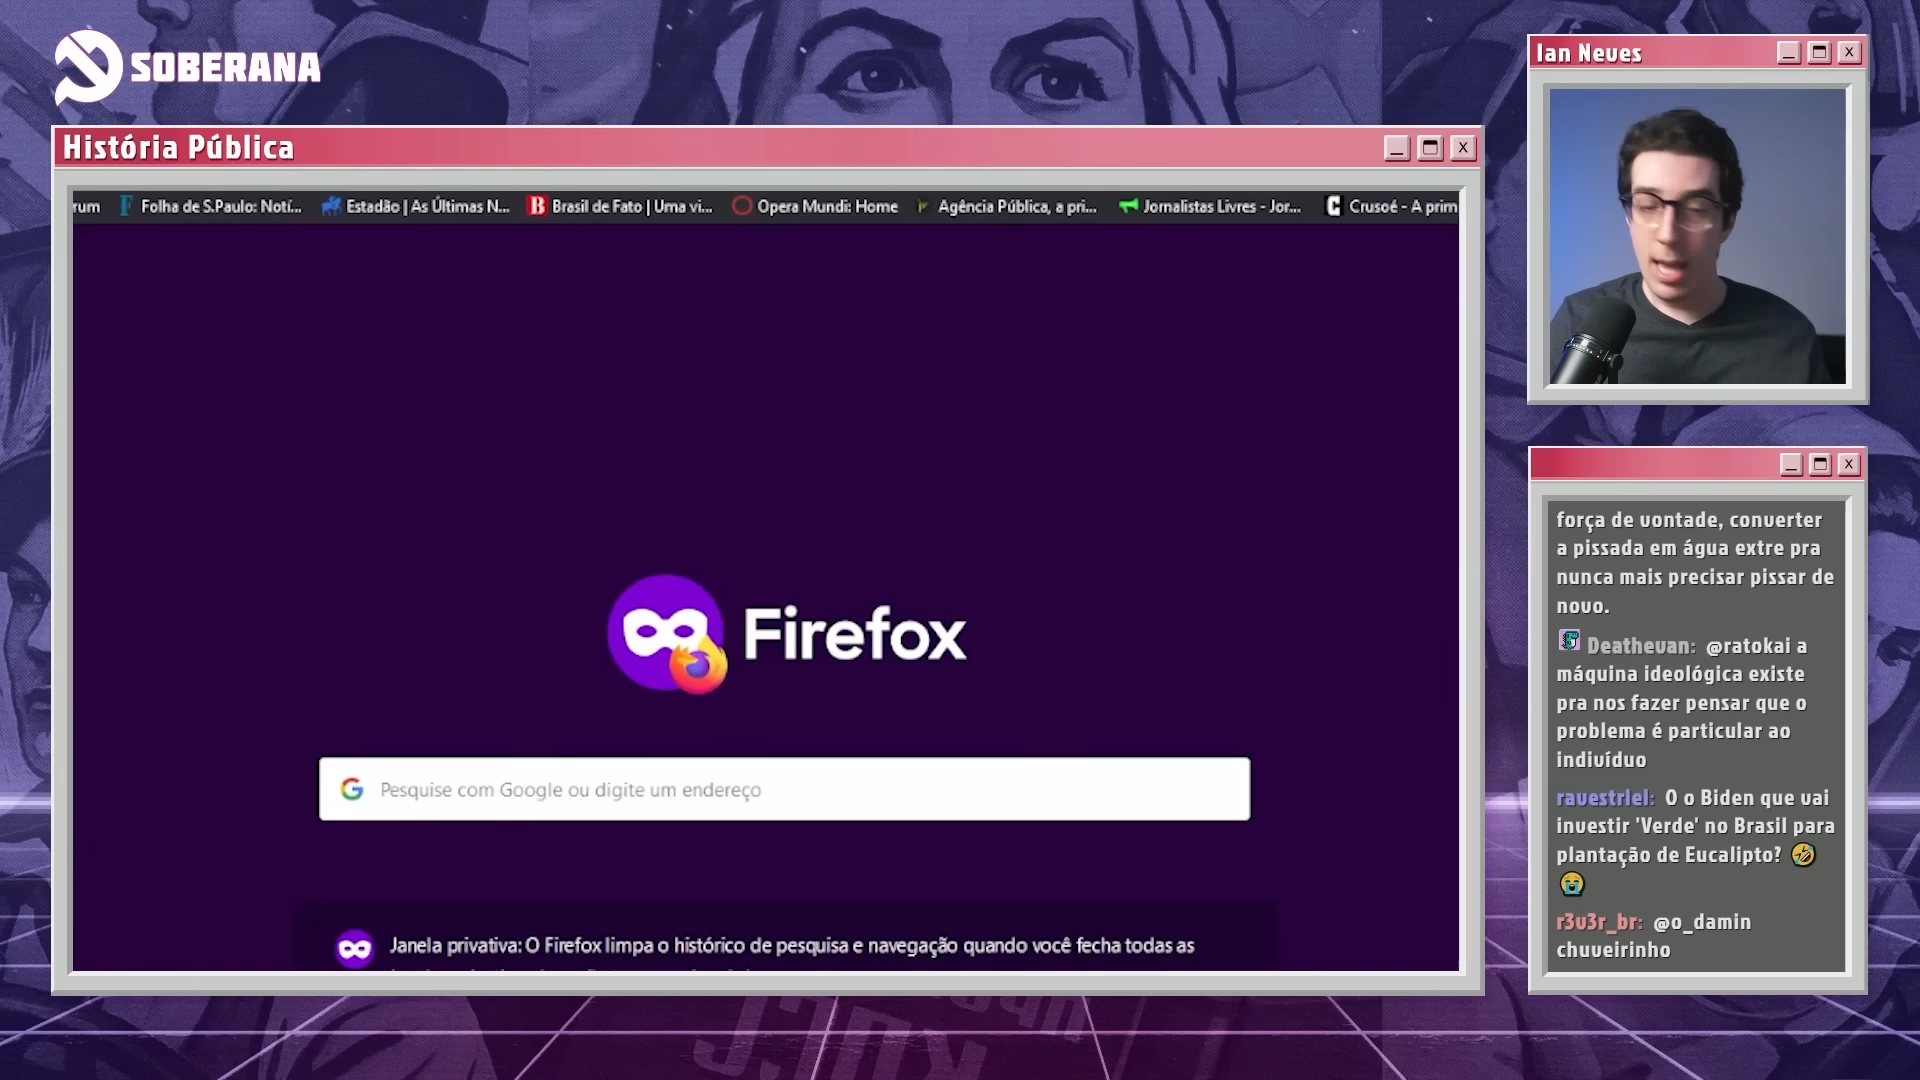 SOBERANA
Ian Neves
História Pública
rum
Folha de S.Paulo: Notí...
Estadão | As Últimas N...
Brasil de Fato | Uma vi...
Opera Mundi: Home
Agência Pública, a pri...
Jornalistas Livres - Jor...
Crusoé - A prim
Firefox
Pesquise com Google ou digite um endereço
Janela privativa: O Firefox limpa o histórico de pesquisa e navegação quando você fecha todas as
força de vontade, converter
a pissada em água extre pra
nunca mais precisar pissar de
novo.
Deathevan: @ratokai a
máquina ideológica existe
pra nos fazer pensar que o
problema é particular ao
indivíduo
ravestrlel: O o Biden que vai
investir 'Verde' no Brasil para
plantação de Eucalipto? 🤣
😭
r3v3r_br: @o_damin
chuveirinho